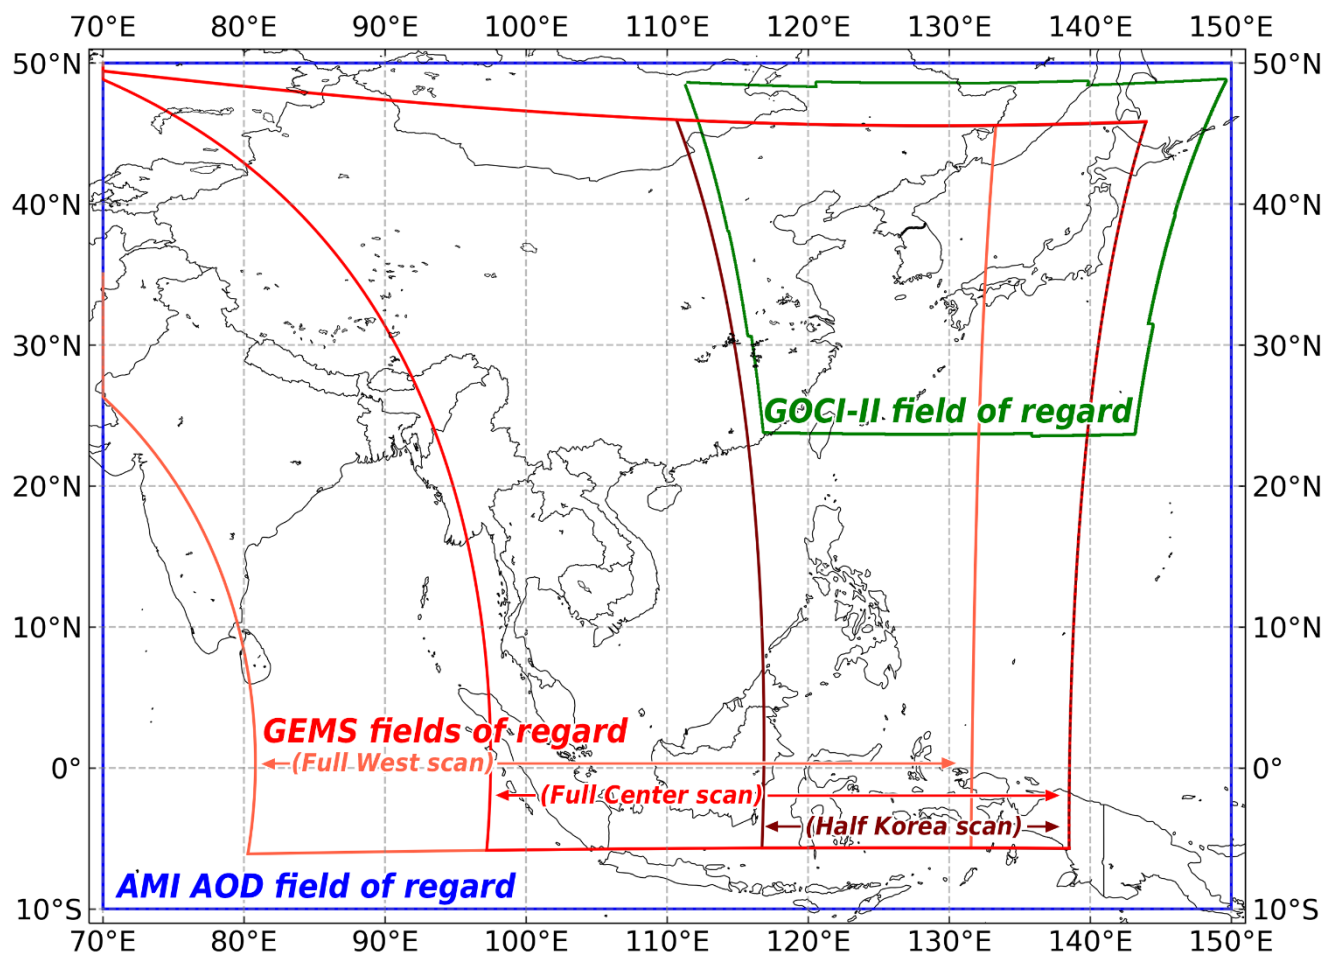 70°E 80°E 90°E 100°E 110°E 120°E 130°E 140°E 150°E
50°N 50°N
40°N 40°N
30°N 30°N
GOCI-II field of regard
20°N 20°N
10°N 10°N
GEMS fields of regard
(Full West scan)
0° 0°
(Full Center scan)
(Half Korea scan)
AMI AOD field of regard
10°S 10°S
70°E 80°E 90°E 100°E 110°E 120°E 130°E 140°E 150°E